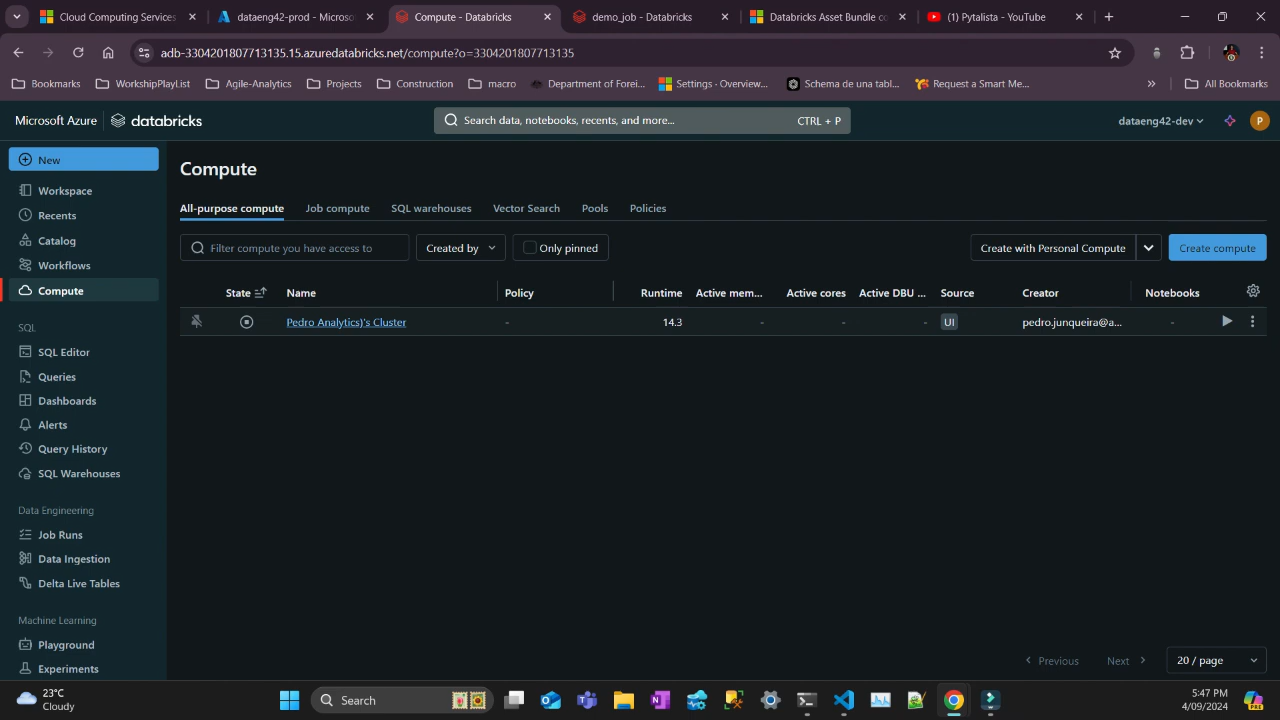 Cloud Computing Services
dataeng42-prod - Microso
Compute - Databricks
demo_job - Databricks
Databricks Asset Bundle co
(1) Pytalista - YouTube
adb-3304201807713135.15.azuredatabricks.net/compute?o=3304201807713135
Bookmarks
WorkshipPlayList
Agile-Analytics
Projects
Construction
macro
Department of Forei...
Settings - Overview...
Schema de una tabl...
Request a Smart Me...
All Bookmarks
Microsoft Azure
databricks
Search data, notebooks, recents, and more...
CTRL + P
dataeng42-dev
P
New
Workspace
Recents
Catalog
Workflows
Compute
SQL
SQL Editor
Queries
Dashboards
Alerts
Query History
SQL Warehouses
Data Engineering
Job Runs
Data Ingestion
Delta Live Tables
Machine Learning
Playground
Experiments
Compute
All-purpose compute
Job compute
SQL warehouses
Vector Search
Pools
Policies
Filter compute you have access to
Created by
Only pinned
Create with Personal Compute
Create compute
State Name Policy Runtime Active mem... Active cores Active DBU ... Source Creator Notebooks
Pedro Analytics)'s Cluster - 14.3 - - - UI pedro.junqueira@a... -
Previous
Next
20 / page
23°C
Cloudy
Search
5:47 PM
4/09/2024